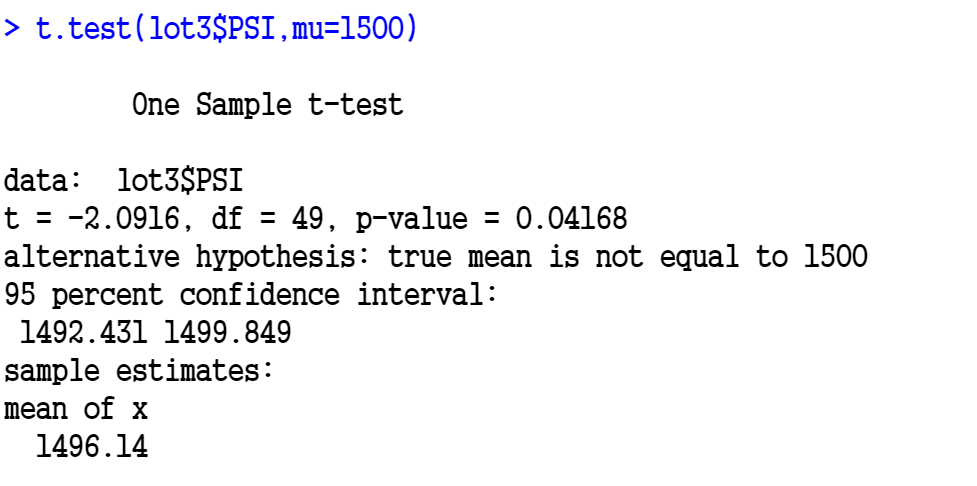 > t.test(lot3$PSI,mu=1500)
One Sample t-test
data:  lot3$PSI
t = -2.0916, df = 49, p-value = 0.04168
alternative hypothesis: true mean is not equal to 1500
95 percent confidence interval:
1492.431 1499.849
sample estimates:
mean of x
1496.14